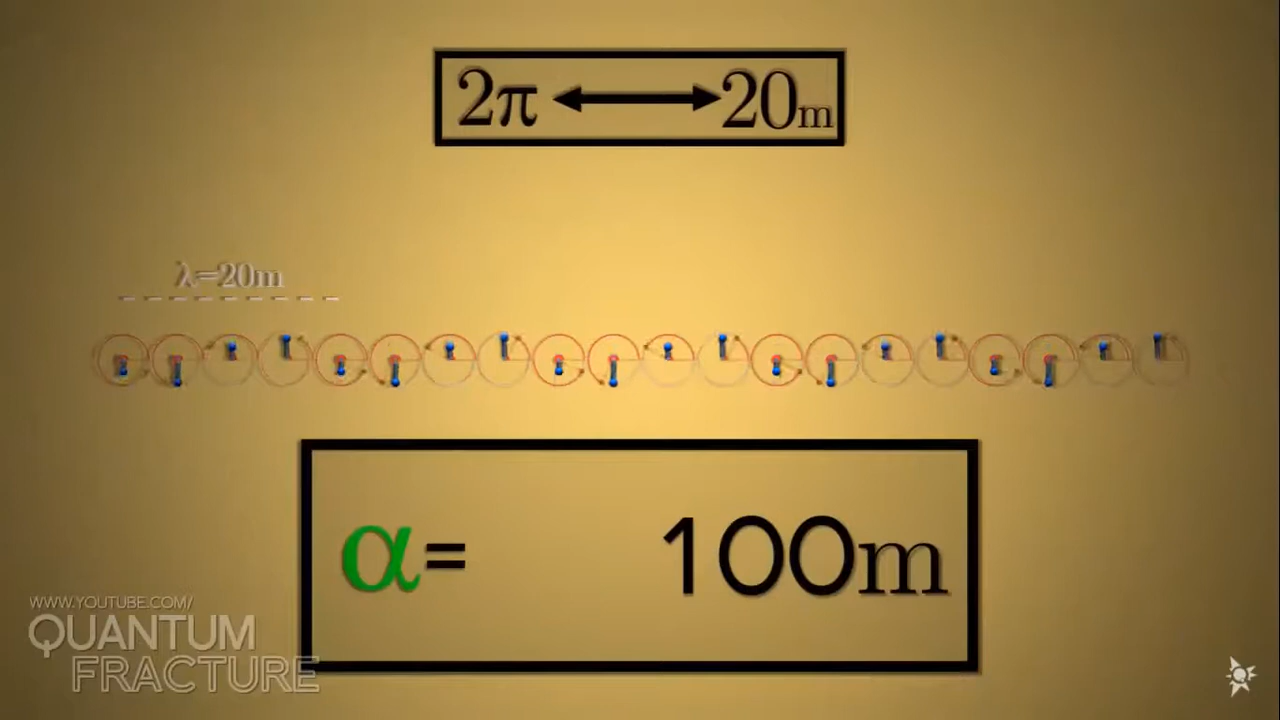 2π ⟷ 20m
λ=20m
α= 100m
WWW.YOUTUBE.COM/
QUANTUM
FRACTURE